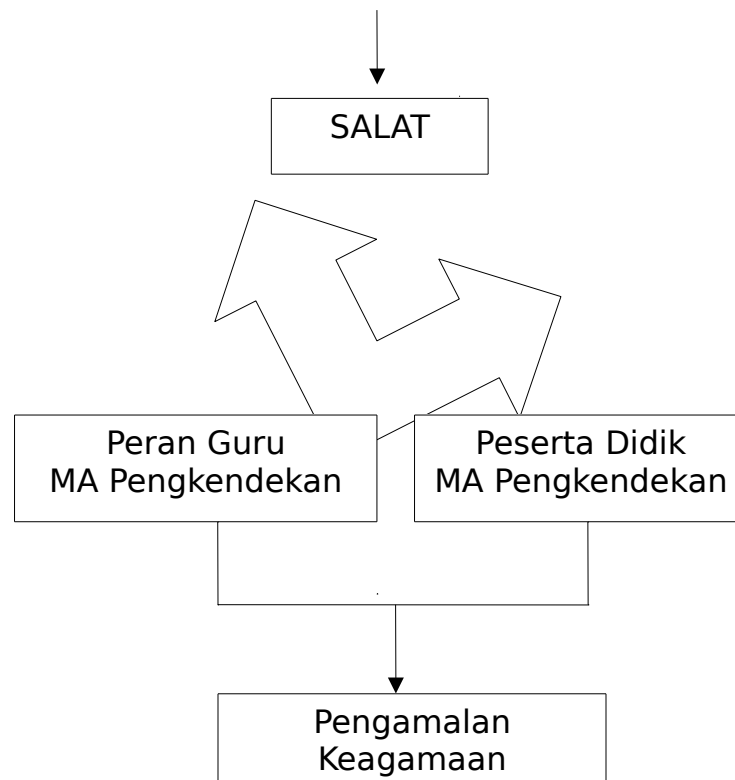 SALAT
Peran Guru
MA Pengkendekan
Peserta Didik
MA Pengkendekan
Pengamalan
Keagamaan